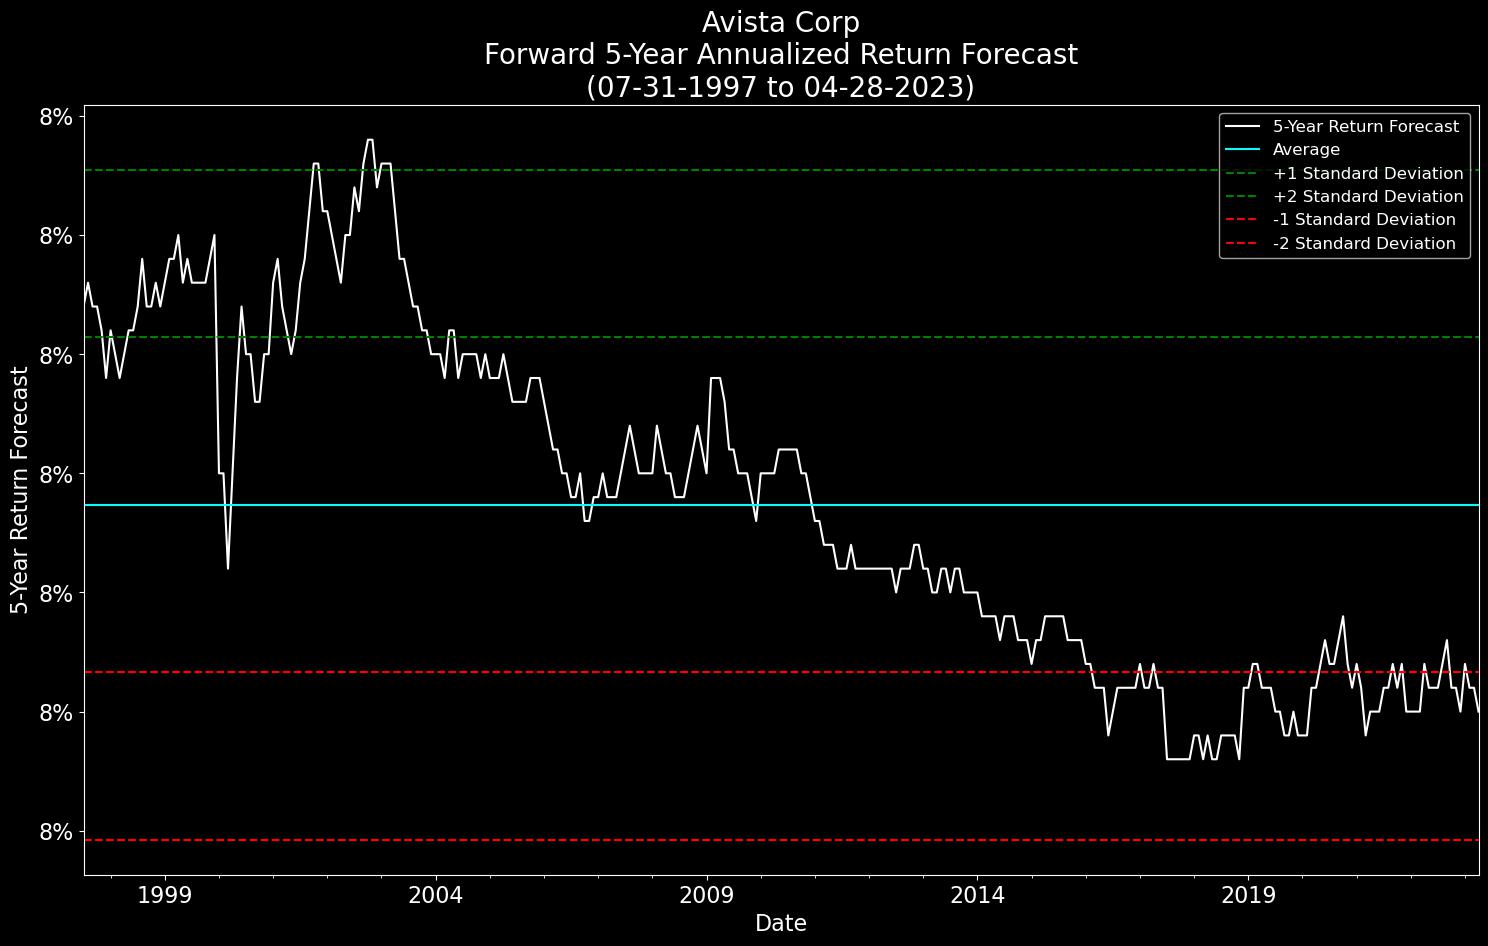 Avista Corp
Forward 5-Year Annualized Return Forecast
(07-31-1997 to 04-28-2023)
8%
8%
8%
8%
8%
8%
8%
5-Year Return Forecast
5-Year Return Forecast
Average
+1 Standard Deviation
+2 Standard Deviation
-1 Standard Deviation
-2 Standard Deviation
1999
2004
2009
2014
2019
Date